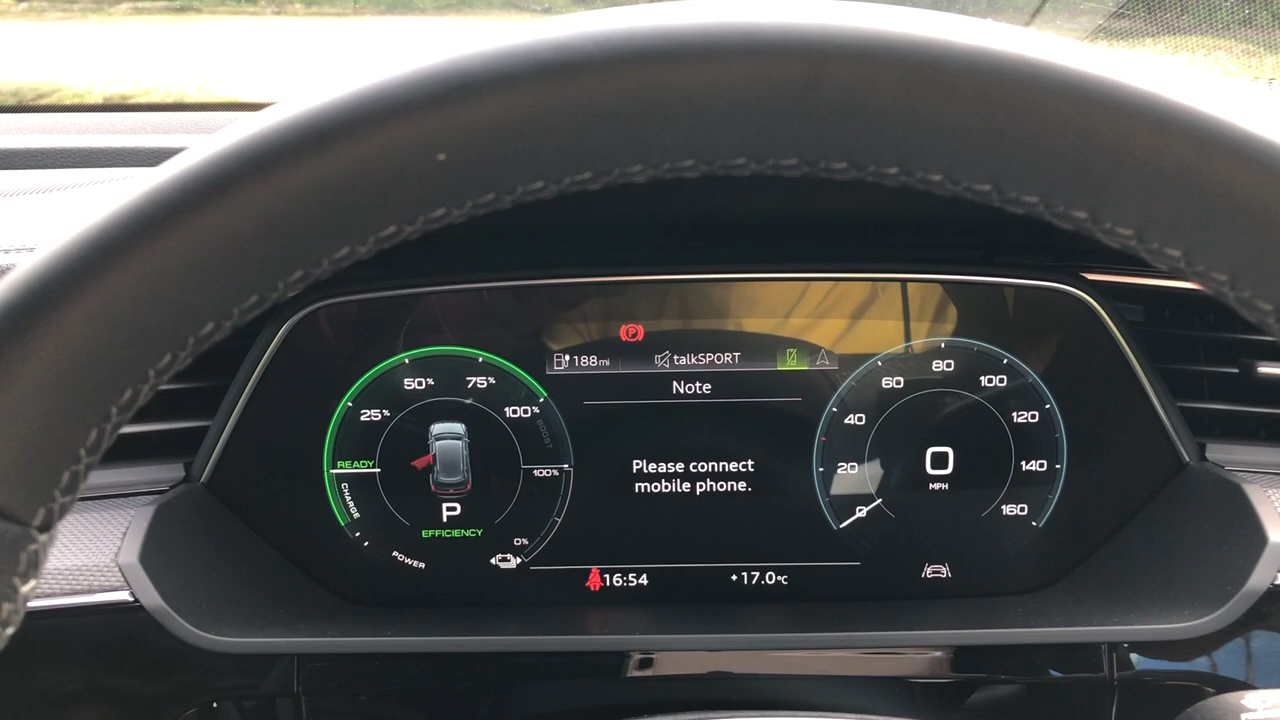 P
188mi
talkSPORT
Note
Please connect
mobile phone.
16:54
+17.0°C
25%
50%
75%
100%
BOOST
READY
CHARGE
P
EFFICIENCY
POWER
100%
0%
0
20
40
60
80
100
120
140
160
0
MPH